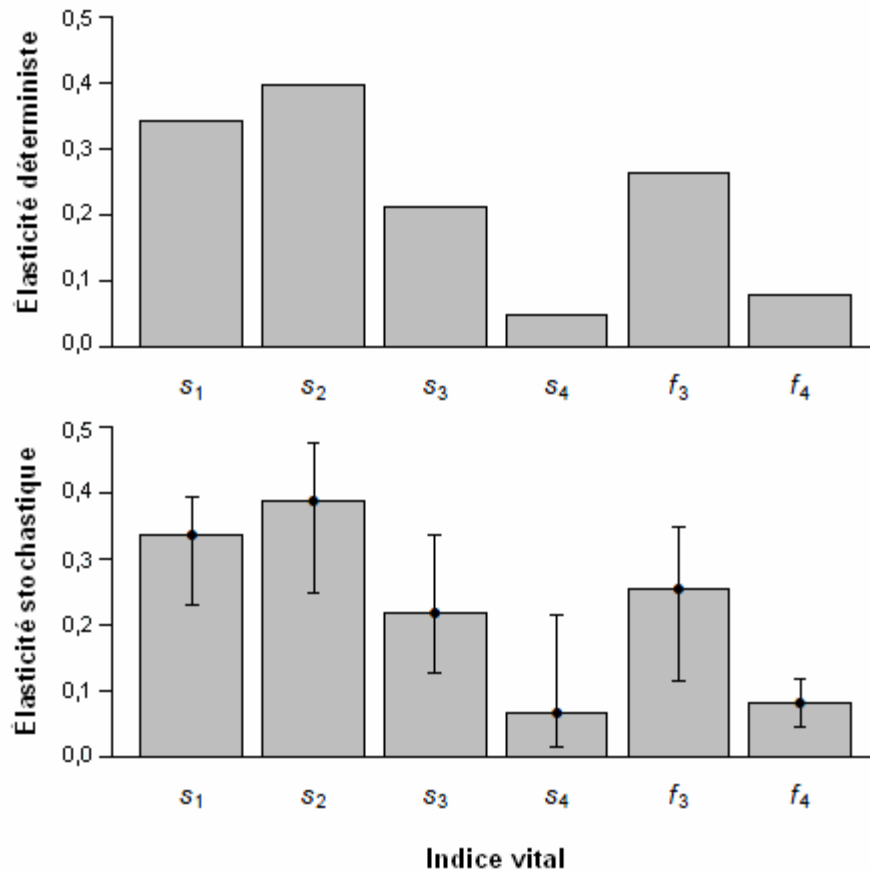 Élasticité déterministe
0,5
0,4
0,3
0,2
0,1
0,0
s1 s2 s3 s4 f3 f4
Élasticité stochastique
0,5
0,4
0,3
0,2
0,1
0,0
s1 s2 s3 s4 f3 f4
Indice vital